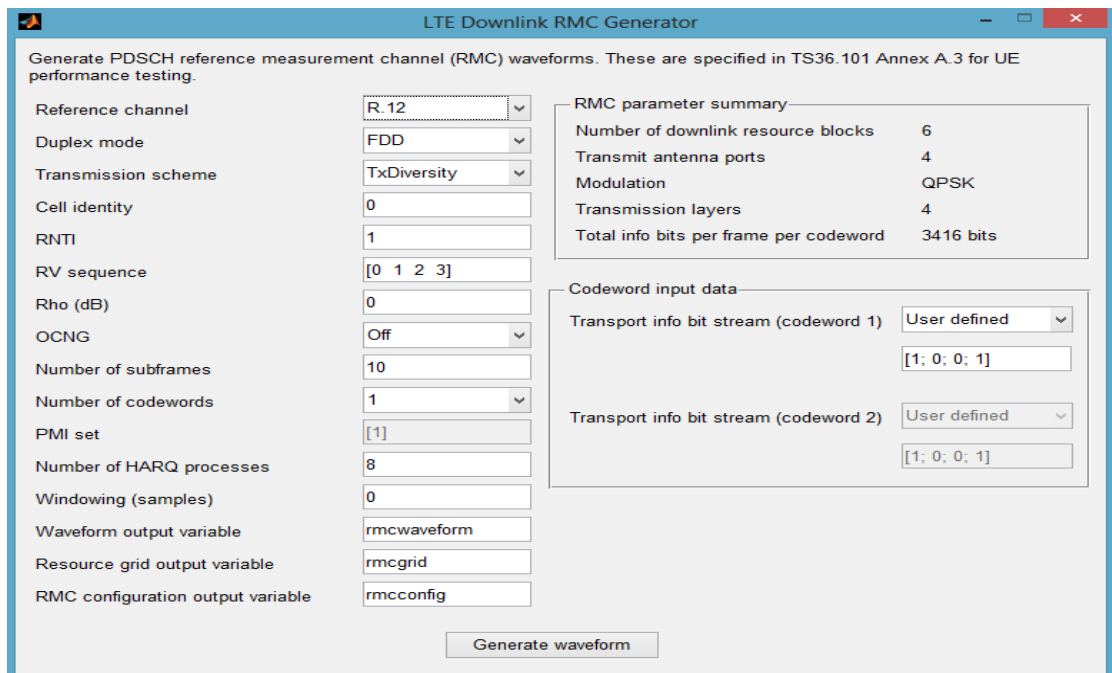 LTE Downlink RMC Generator
Generate PDSCH reference measurement channel (RMC) waveforms. These are specified in TS36.101 Annex A.3 for UE
performance testing.
Reference channel R.12
Duplex mode FDD
Transmission scheme TxDiversity
Cell identity 0
RNTI 1
RV sequence [0 1 2 3]
Rho (dB) 0
OCNG Off
Number of subframes 10
Number of codewords 1
PMI set [1]
Number of HARQ processes 8
Windowing (samples) 0
Waveform output variable rmcwaveform
Resource grid output variable rmcgrid
RMC configuration output variable rmcconfig
RMC parameter summary
Number of downlink resource blocks 6
Transmit antenna ports 4
Modulation QPSK
Transmission layers 4
Total info bits per frame per codeword 3416 bits
Codeword input data
Transport info bit stream (codeword 1) User defined
[1; 0; 0; 1]
Transport info bit stream (codeword 2) User defined
[1; 0; 0; 1]
Generate waveform